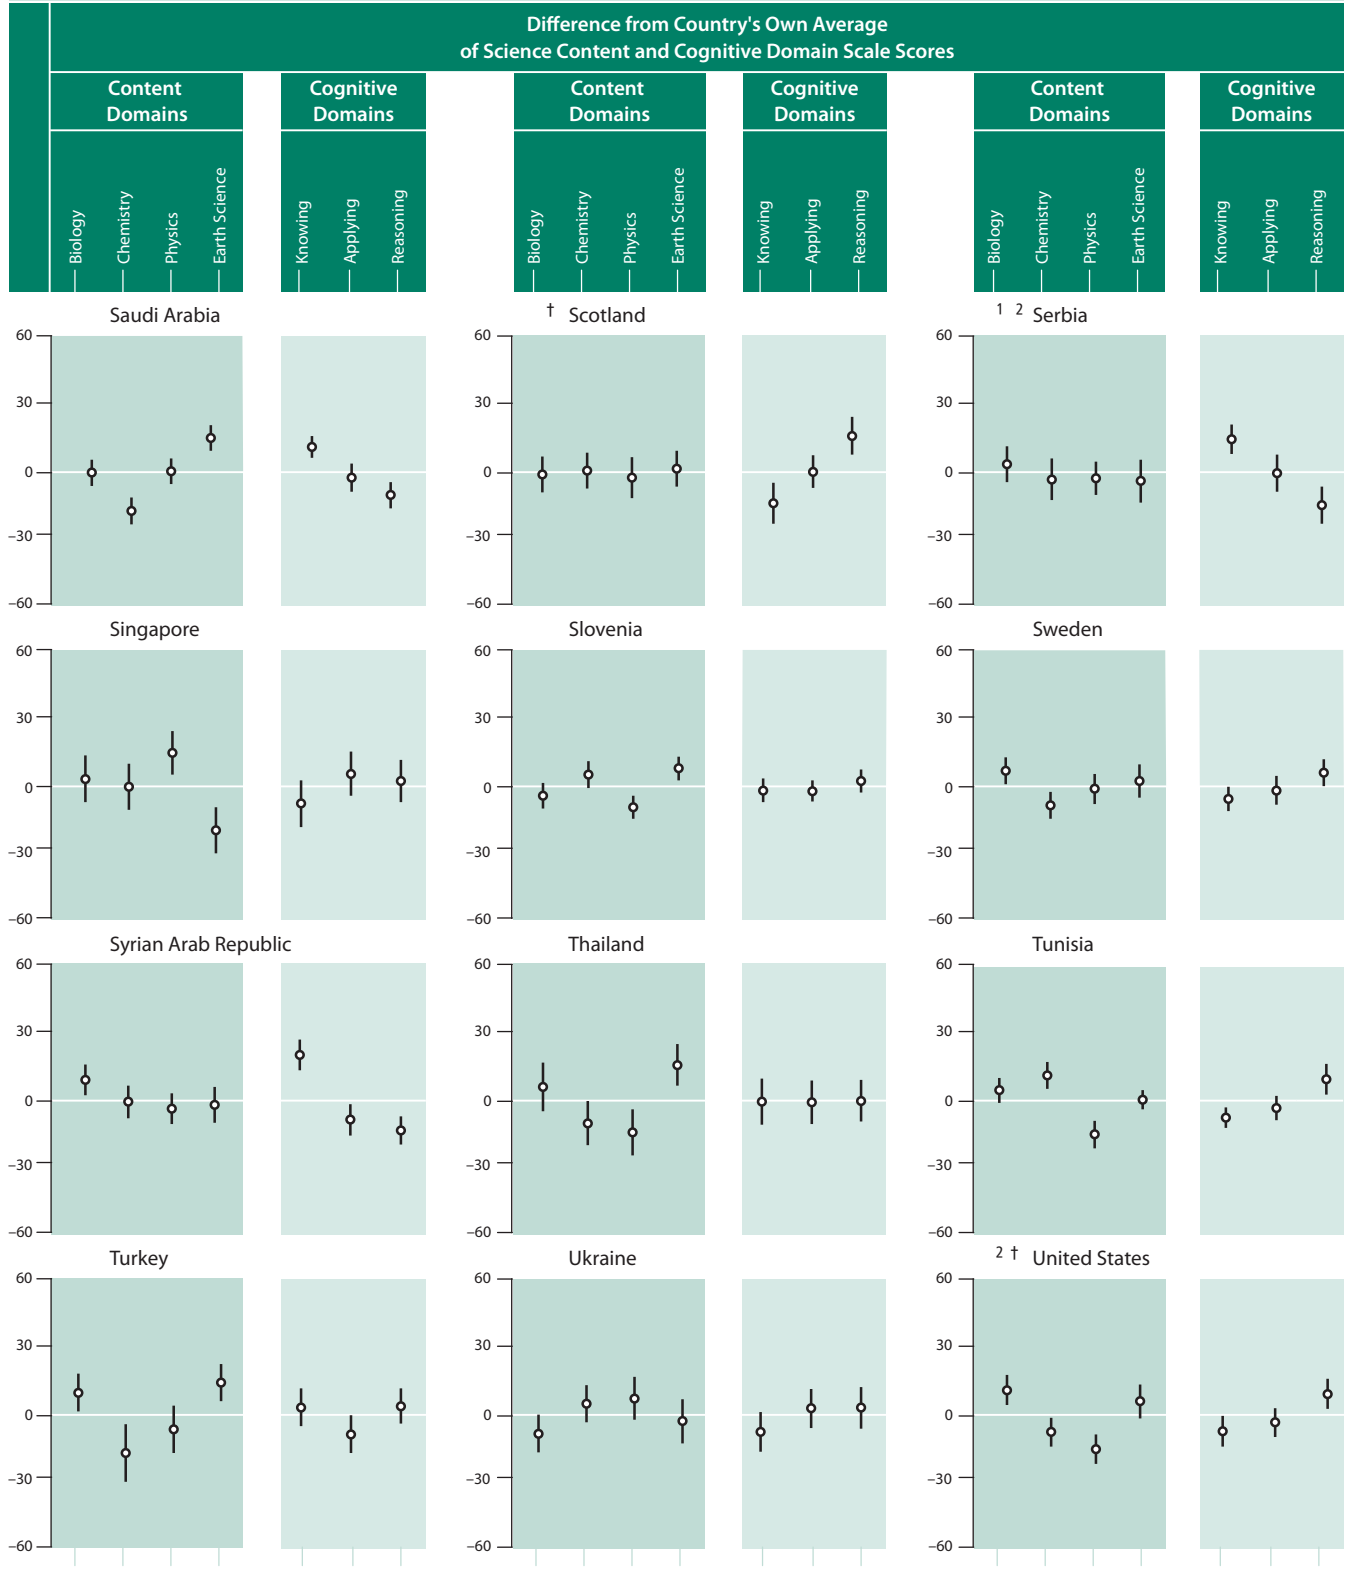 Difference from Country's Own Average
of Science Content and Cognitive Domain Scale Scores
Content Domains
Cognitive Domains
Content Domains
Cognitive Domains
Content Domains
Cognitive Domains
Biology
Chemistry
Physics
Earth Science
Knowing
Applying
Reasoning
Biology
Chemistry
Physics
Earth Science
Knowing
Applying
Reasoning
Biology
Chemistry
Physics
Earth Science
Knowing
Applying
Reasoning
Saudi Arabia
60
30
0
–30
–60
† Scotland
60
30
0
–30
–60
1 2 Serbia
60
30
0
–30
–60
Singapore
60
30
0
–30
–60
Slovenia
60
30
0
–30
–60
Sweden
60
30
0
–30
–60
Syrian Arab Republic
60
30
0
–30
–60
Thailand
60
30
0
–30
–60
Tunisia
60
30
0
–30
–60
Turkey
60
30
0
–30
–60
Ukraine
60
30
0
–30
–60
2 † United States
60
30
0
–30
–60